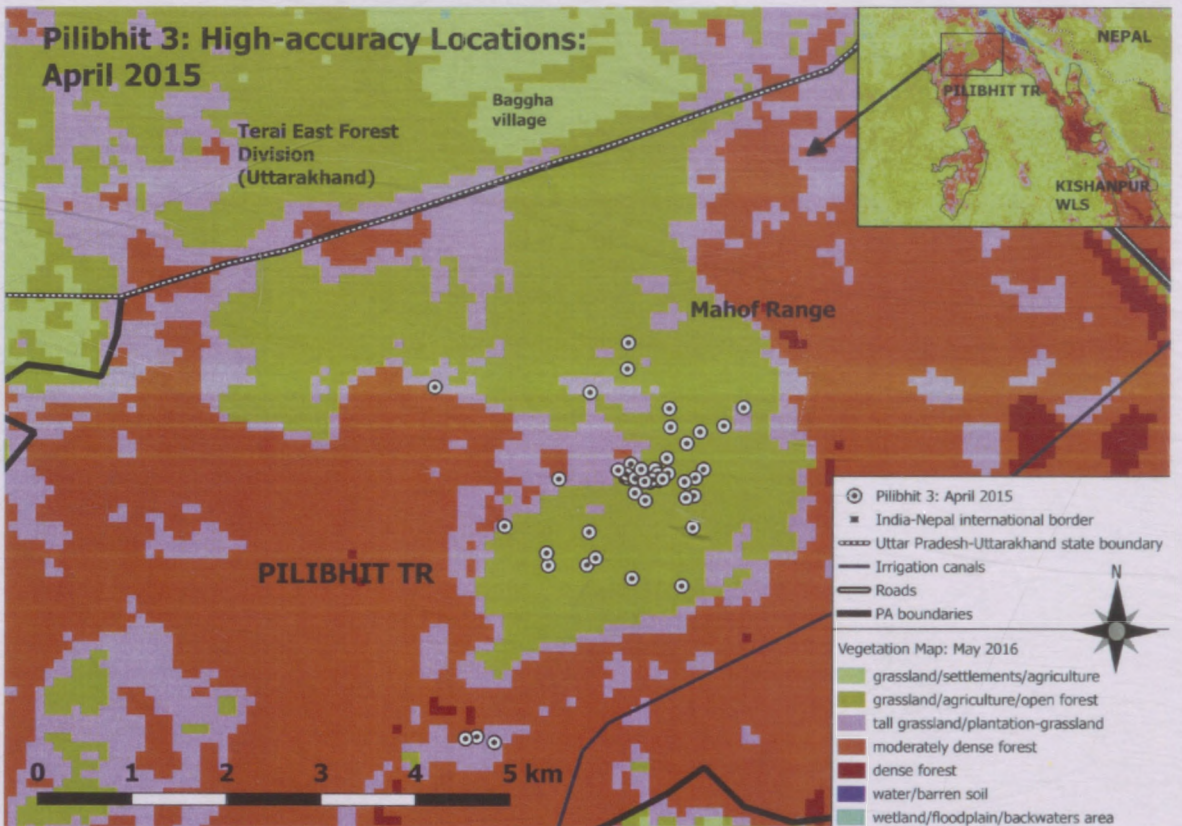 Pilibhit 3: High-accuracy Locations:
April 2015
Baggha
village
Terai East Forest
Division
(Uttarakhand)
NEPAL
PILIBHIT TR
KISHANPUR
WLS
Mahof Range
PILIBHIT TR
0 1 2 3 4 5 km
Pilibhit 3: April 2015
India-Nepal international border
Uttar Pradesh-Uttarakhand state boundary
Irrigation canals
Roads
PA boundaries
N
Vegetation Map: May 2016
grassland/settlements/agriculture
grassland/agriculture/open forest
tall grassland/plantation-grassland
moderately dense forest
dense forest
water/barren soil
wetland/floodplain/backwaters area